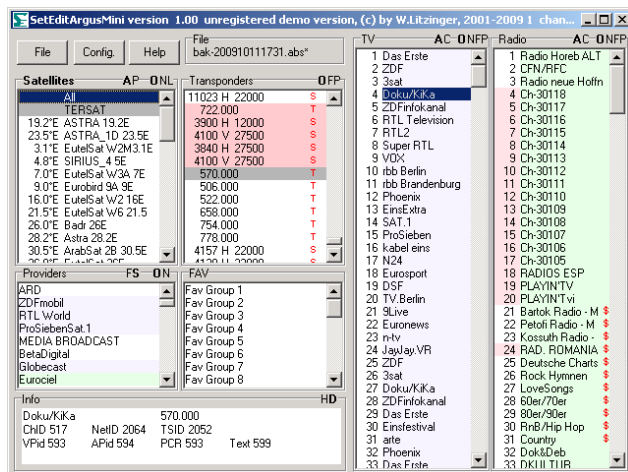 SetEditArgusMini version 1.00 unregistered demo version, (c) by W.Litzinger, 2001-2009 1 chan...
File
Config.
Help
File
bak-200910111731.abs*
Satellites AP ONL
All
TERSAT
19.2°E ASTRA 19.2E
23.5°E ASTRA_1D 23.5E
3.1°E EutelSat W2M3.1E
4.8°E SIRIUS_4 5E
7.0°E EutelSat W3A 7E
9.0°E Eurobird 9A 9E
16.0°E EutelSat W2 16E
21.5°E EutelSat W6 21.5
26.0°E Badr 26E
28.2°E Astra 28.2E
30.5°E ArabSat 2B 30.5E
Transponders OFP
11023 H 22000 S
722.000 T
3900 H 12000 S
4100 V 27500 S
3840 H 27500 S
4100 V 27500 S
570.000 T
506.000 T
522.000 T
658.000 T
754.000 T
778.000 T
4157 H 22000 S
Providers FS ON
ARD
ZDFmobil
RTL World
ProSiebenSat.1
MEDIA BROADCAST
BetaDigital
Globecast
Eurociel
FAV
Fav Group 1
Fav Group 2
Fav Group 3
Fav Group 4
Fav Group 5
Fav Group 6
Fav Group 7
Fav Group 8
Info HD
Doku/KiKa 570.000
ChID 517 NetID 2064 TSID 2052
VPid 593 APid 594 PCR 593 Text 599
TV AC ONFP
1 Das Erste
2 ZDF
3 3sat
4 Doku/KiKa
5 ZDFinfokanal
6 RTL Television
7 RTL2
8 Super RTL
9 VOX
10 rbb Berlin
11 rbb Brandenburg
12 Phoenix
13 EinsExtra
14 SAT.1
15 ProSieben
16 kabel eins
17 N24
18 Eurosport
19 DSF
20 TV.Berlin
21 9Live
22 Euronews
23 n-tv
24 JayJay.VR
25 ZDF
26 3sat
27 Doku/KiKa
28 ZDFinfokanal
29 Das Erste
30 Einsfestival
31 arte
32 Phoenix
33 Das Erste
Radio AC ONFP
1 Radio Horeb ALT
2 CFN/RFC
3 Radio neue Hoffn
4 Ch-30118
5 Ch-30117
6 Ch-30116
7 Ch-30115
8 Ch-30114
9 Ch-30113
10 Ch-30112
11 Ch-30111
12 Ch-30110
13 Ch-30109
14 Ch-30108
15 Ch-30107
16 Ch-30106
17 Ch-30105
18 RADIOS ESP
19 PLAYIN'TV
20 PLAYIN'Tvi
21 Bartok Radio - M $
22 Petofi Radio - M $
23 Kossuth Radio - $
24 RAD. ROMANIA $
25 Deutsche Charts $
26 Rock Hymnen $
27 LoveSongs $
28 60er/70er $
29 80er/90er $
30 RnB/Hip Hop $
31 Country $
32 Dok&Deb
33 DKULTUR